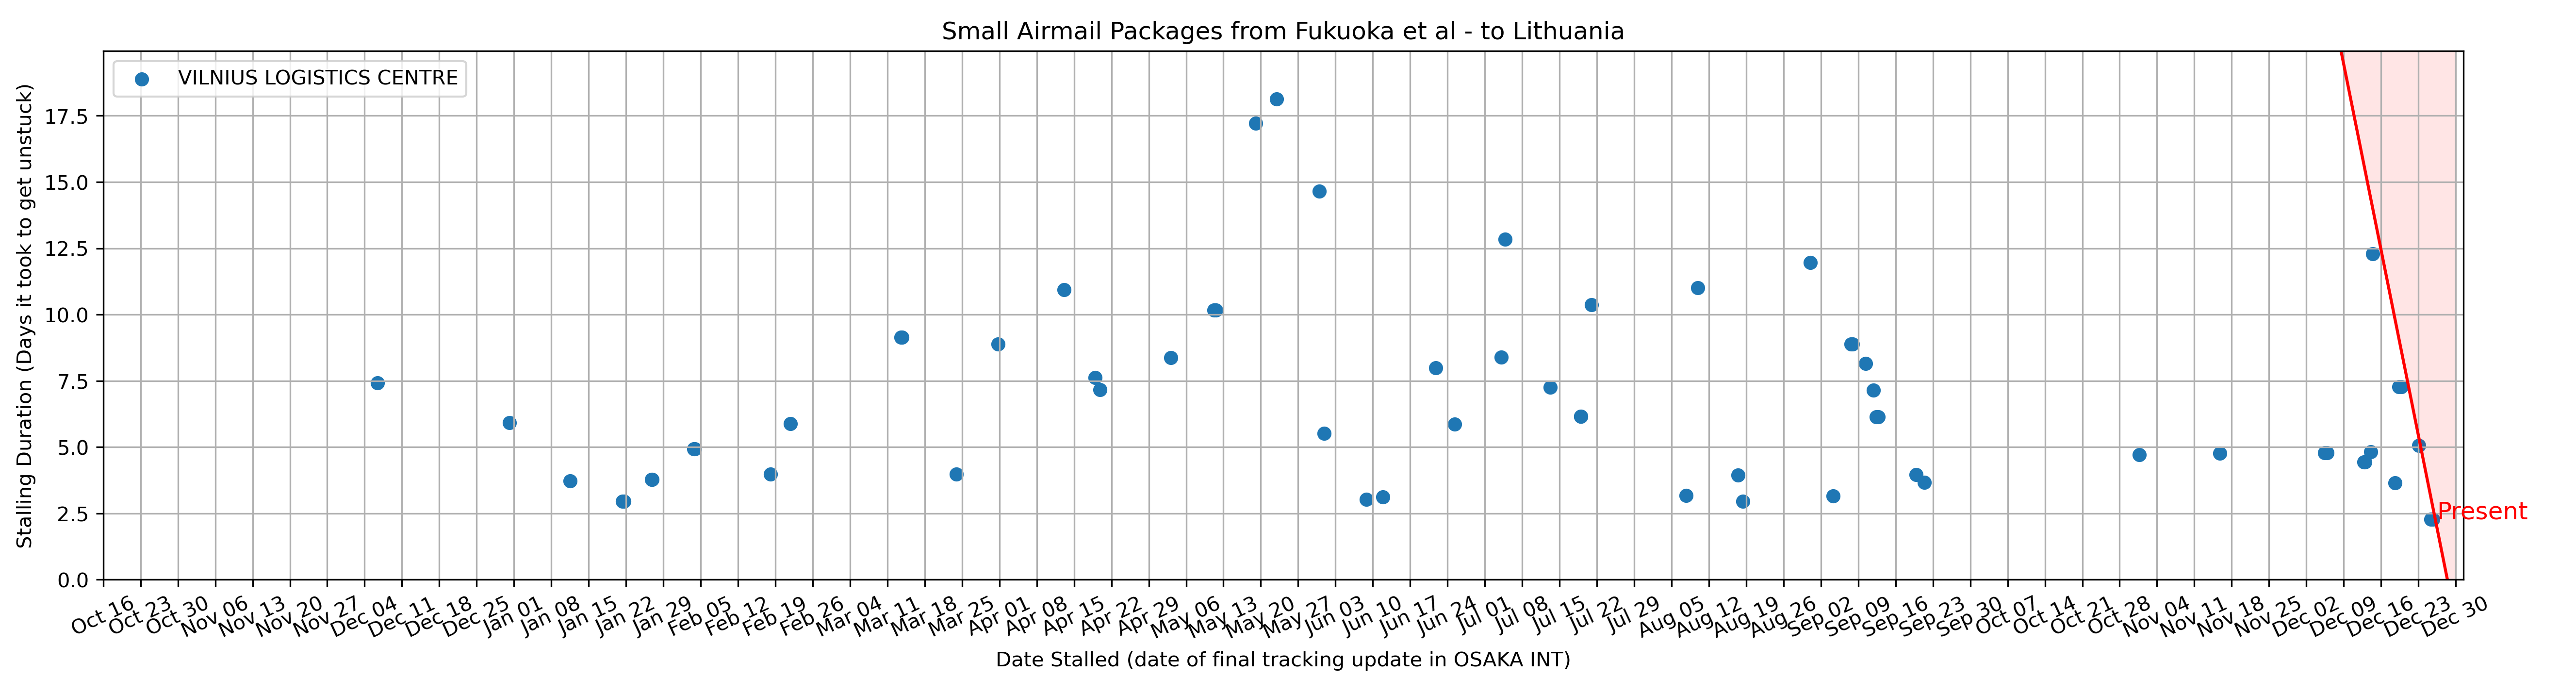 Small Airmail Packages from Fukuoka et al - to Lithuania
VILNIUS LOGISTICS CENTRE
Stalling Duration (Days it took to get unstuck)
17.5
15.0
12.5
10.0
7.5
5.0
2.5
0.0
Present
Oct 16
Oct 23
Oct 30
Nov 06
Nov 13
Nov 20
Nov 27
Dec 04
Dec 11
Dec 18
Dec 25
Jan 01
Jan 08
Jan 15
Jan 22
Jan 29
Feb 05
Feb 12
Feb 19
Feb 26
Mar 04
Mar 11
Mar 18
Mar 25
Apr 01
Apr 08
Apr 15
Apr 22
Apr 29
May 06
May 13
May 20
May 27
Jun 03
Jun 10
Jun 17
Jun 24
Jul 01
Jul 08
Jul 15
Jul 22
Jul 29
Aug 05
Aug 12
Aug 19
Aug 26
Sep 02
Sep 09
Sep 16
Sep 23
Sep 30
Oct 07
Oct 14
Oct 21
Oct 28
Nov 04
Nov 11
Nov 18
Nov 25
Dec 02
Dec 09
Dec 16
Dec 23
Dec 30
Date Stalled (date of final tracking update in OSAKA INT)